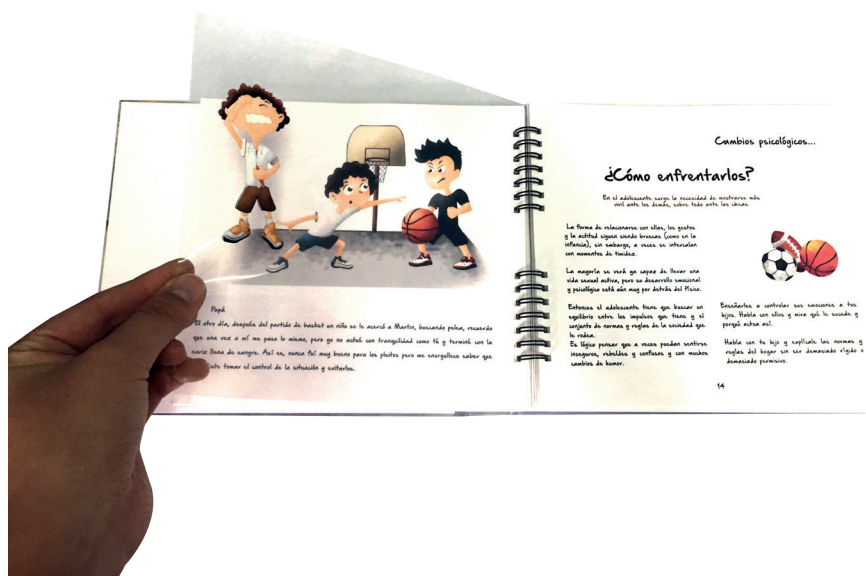 Papá
El otro día, después del partido de basket un niño se le acercó a Martín, buscando pelea, recuerdo
que una vez a mí me paso lo mismo, pero yo no actué con tranquilidad como tú y terminé con la
nariz llena de sangre. Así es, nunca fui muy bueno para los pleitos pero me enorgullece saber que
tomar el control de la situación y evitarlos.
Cambios psicológicos...
¿Cómo enfrentarlos?
En el adolescente surge la necesidad de mostrarse más
viril ante los demás, sobre todo ante las chicas.
La forma de relacionarse con ellas, los gestos
y la actitud siguen siendo bruscas (como en la
infancia), sin embargo, a veces se intercalan
con momentos de timidez.
La mayoría se verá ya capaz de llevar una
vida sexual activa, pero su desarrollo emocional
y psicológico está aún muy por detrás del físico.
Entonces el adolescente tiene que buscar un
equilibrio entre los impulsos que tiene y el
conjunto de normas y reglas de la sociedad que
le rodea.
Es lógico pensar que a veces puedan sentirse
inseguros, rebeldes y confusos y con muchos
cambios de humor.
Enseñarles a controlar sus emociones a tus
hijos. Habla con ellos y mira qué le sucede y
porqué actua así.
Habla con tu hijo y explícale las normas y
reglas del hogar sin ser demasiado rígido o
demasiado permisivo.
14